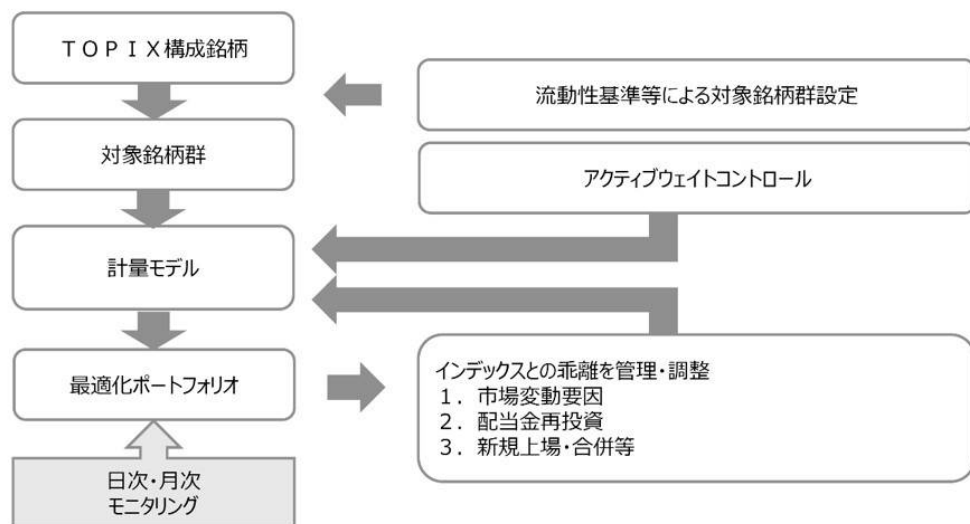 ＴＯＰＩＸ構成銘柄
流動性基準等による対象銘柄群設定
対象銘柄群
アクティブウェイトコントロール
計量モデル
最適化ポートフォリオ
インデックスとの乖離を管理・調整
１．市場変動要因
２．配当金再投資
３．新規上場・合併等
日次・月次
モニタリング